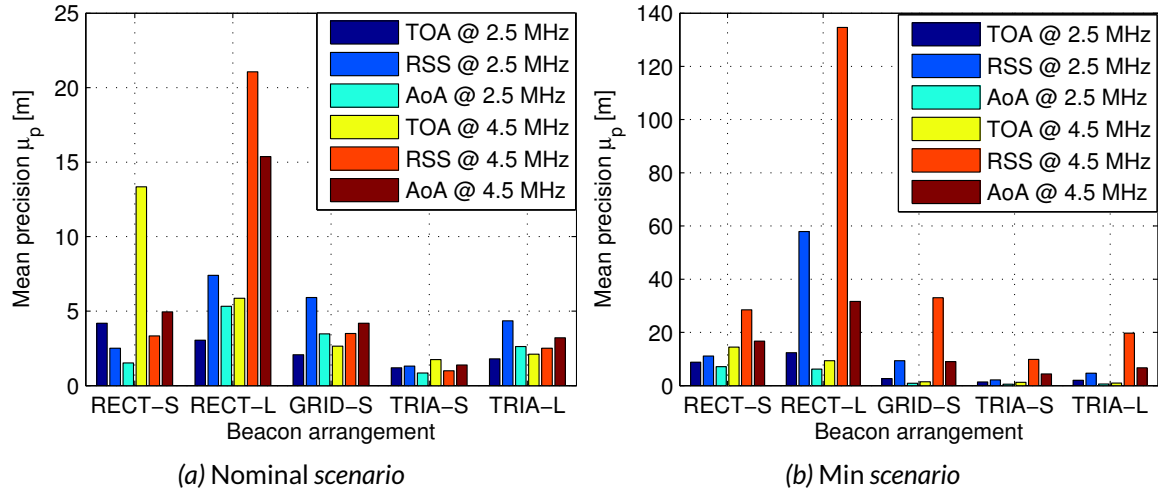 25
20
15
10
5
0
Mean precision μ_p [m]
TOA @ 2.5 MHz
RSS @ 2.5 MHz
AoA @ 2.5 MHz
TOA @ 4.5 MHz
RSS @ 4.5 MHz
AoA @ 4.5 MHz
RECT−S RECT−L GRID−S TRIA−S TRIA−L
Beacon arrangement
(a) Nominal scenario
140
120
100
80
60
40
20
0
Mean precision μ_p [m]
TOA @ 2.5 MHz
RSS @ 2.5 MHz
AoA @ 2.5 MHz
TOA @ 4.5 MHz
RSS @ 4.5 MHz
AoA @ 4.5 MHz
RECT−S RECT−L GRID−S TRIA−S TRIA−L
Beacon arrangement
(b) Min scenario